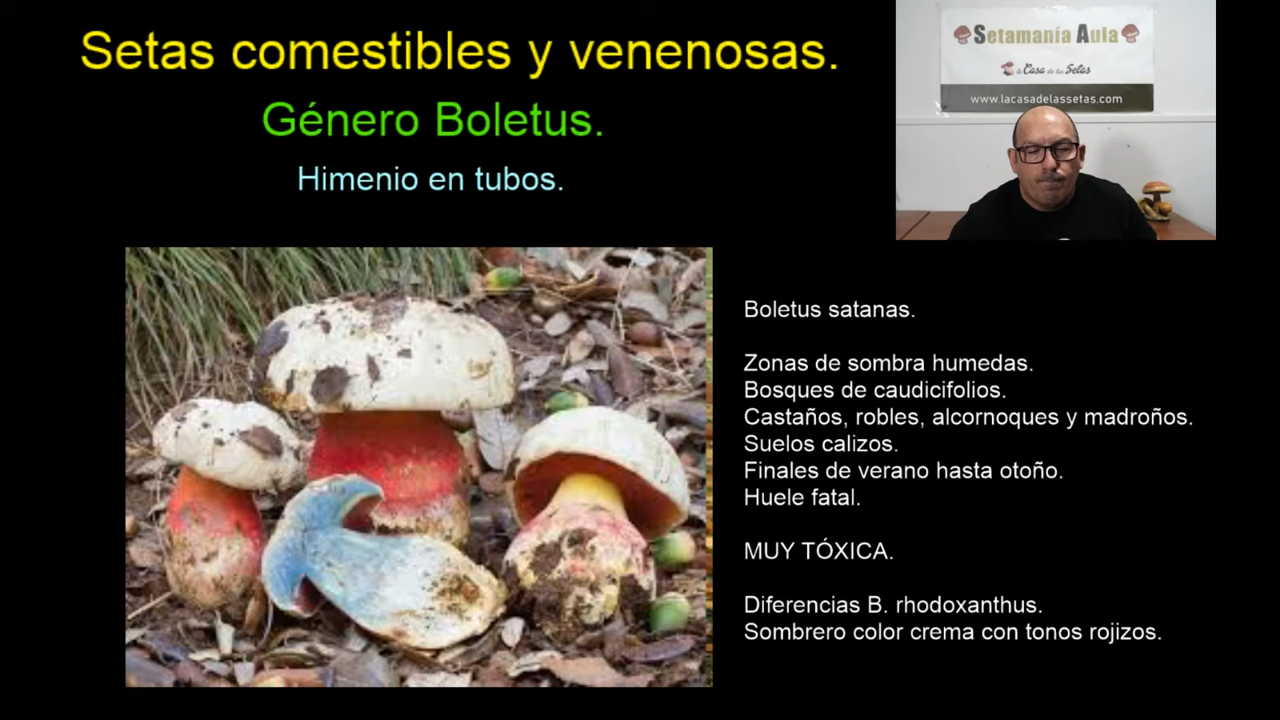 Setas comestibles y venenosas.
Género Boletus.
Himenio en tubos.
Setamanía Aula
la Casa de las Setas
www.lacasadelassetas.com
Boletus satanas.
Zonas de sombra humedas.
Bosques de caudicifolios.
Castaños, robles, alcornoques y madroños.
Suelos calizos.
Finales de verano hasta otoño.
Huele fatal.
MUY TÓXICA.
Diferencias B. rhodoxanthus.
Sombrero color crema con tonos rojizos.